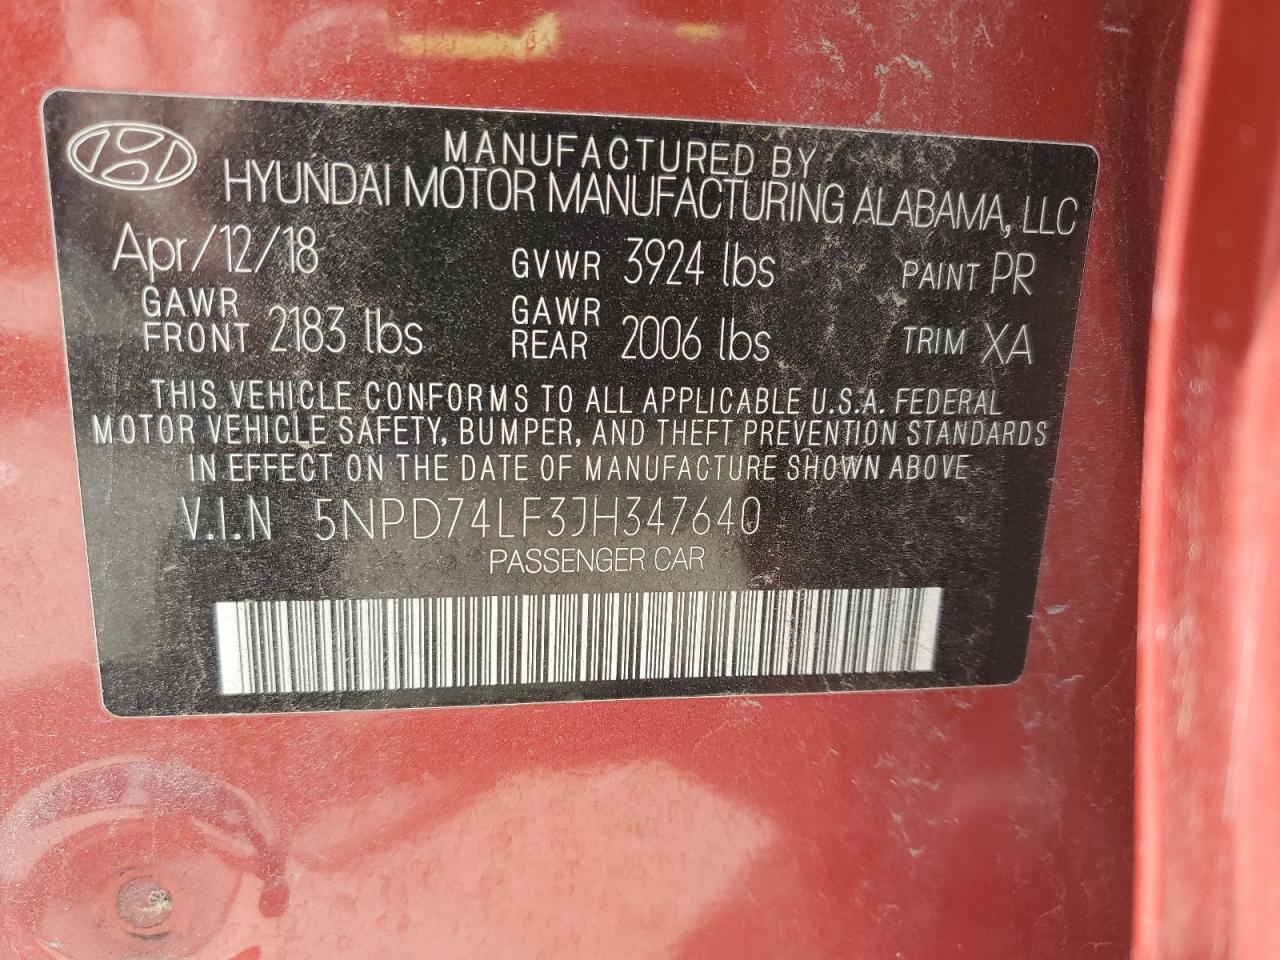 MANUFACTURED BY
HYUNDAI MOTOR MANUFACTURING ALABAMA, LLC
Apr/12/18 GVWR 3924 lbs PAINT PR
GAWR FRONT 2183 lbs GAWR REAR 2006 lbs TRIM XA
THIS VEHICLE CONFORMS TO ALL APPLICABLE U.S.A. FEDERAL
MOTOR VEHICLE SAFETY, BUMPER, AND THEFT PREVENTION STANDARDS
IN EFFECT ON THE DATE OF MANUFACTURE SHOWN ABOVE
V.I.N 5NPD74LF3JH347640
PASSENGER CAR